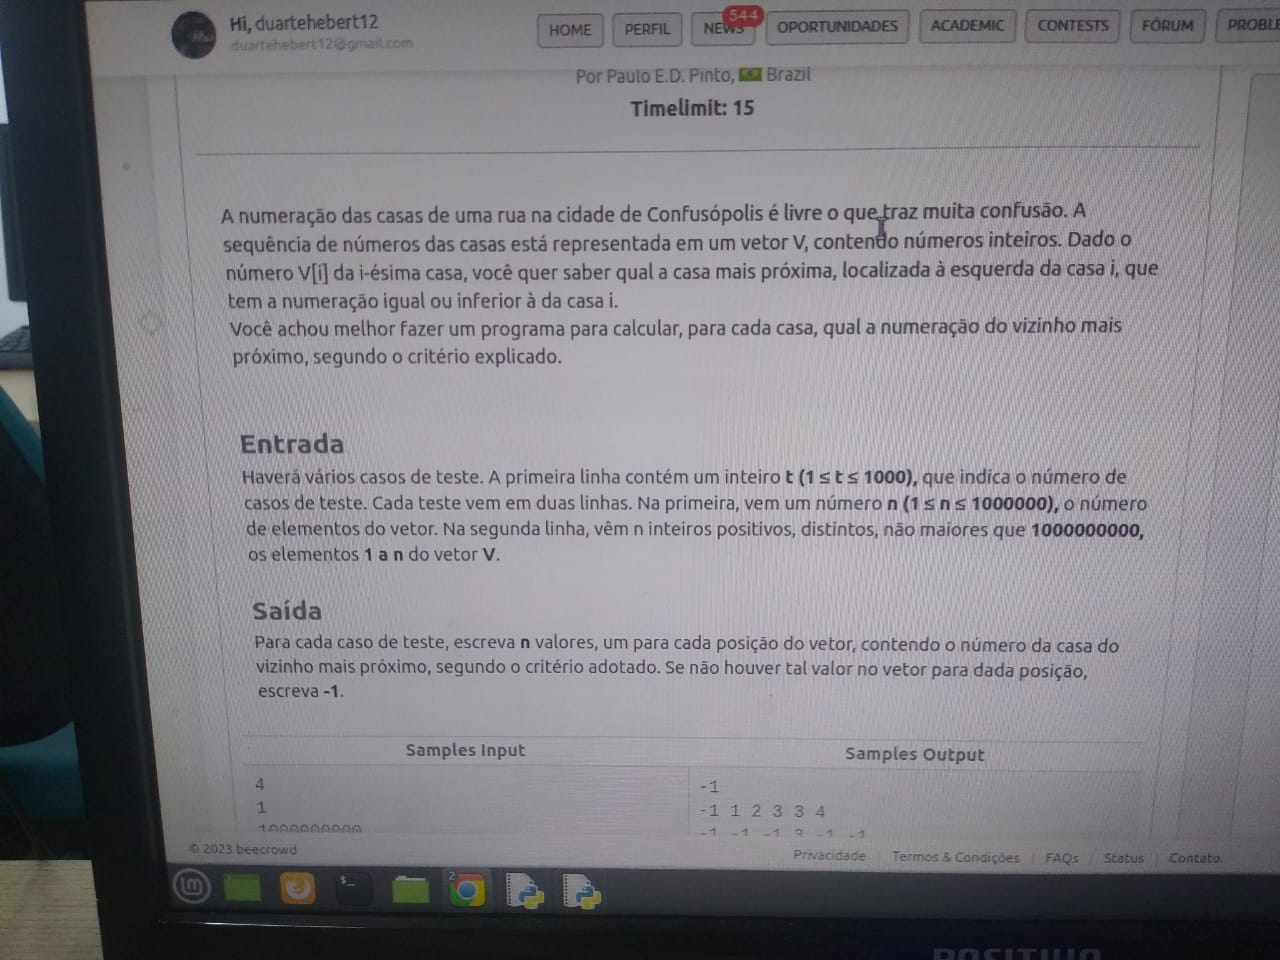 Hi, duartehebert12
duartehebert12@gmail.com
HOME PERFIL NEWS 544 OPORTUNIDADES ACADEMIC CONTESTS FÓRUM PROBLE
Por Paulo E.D. Pinto, Brazil
Timelimit: 15
A numeração das casas de uma rua na cidade de Confusópolis é livre o que traz muita confusão. A
sequência de números das casas está representada em um vetor V, contendo números inteiros. Dado o
número V[i] da i-ésima casa, você quer saber qual a casa mais próxima, localizada à esquerda da casa i, que
tem a numeração igual ou inferior à da casa i.
Você achou melhor fazer um programa para calcular, para cada casa, qual a numeração do vizinho mais
próximo, segundo o critério explicado.
Entrada
Haverá vários casos de teste. A primeira linha contém um inteiro t (1 ≤ t ≤ 1000), que indica o número de
casos de teste. Cada teste vem em duas linhas. Na primeira, vem um número n (1 ≤ n ≤ 1000000), o número
de elementos do vetor. Na segunda linha, vêm n inteiros positivos, distintos, não maiores que 1000000000,
os elementos 1 a n do vetor V.
Saída
Para cada caso de teste, escreva n valores, um para cada posição do vetor, contendo o número da casa do
vizinho mais próximo, segundo o critério adotado. Se não houver tal valor no vetor para dada posição,
escreva -1.
Samples Input Samples Output
4 -1
1 -1 1 2 3 3 4
1000000000 -1 -1 -1 3 -1 -1
© 2023 beecrowd
Privacidade Termos & Condições FAQs Status Contato
lm $_ 2
POSITIVO